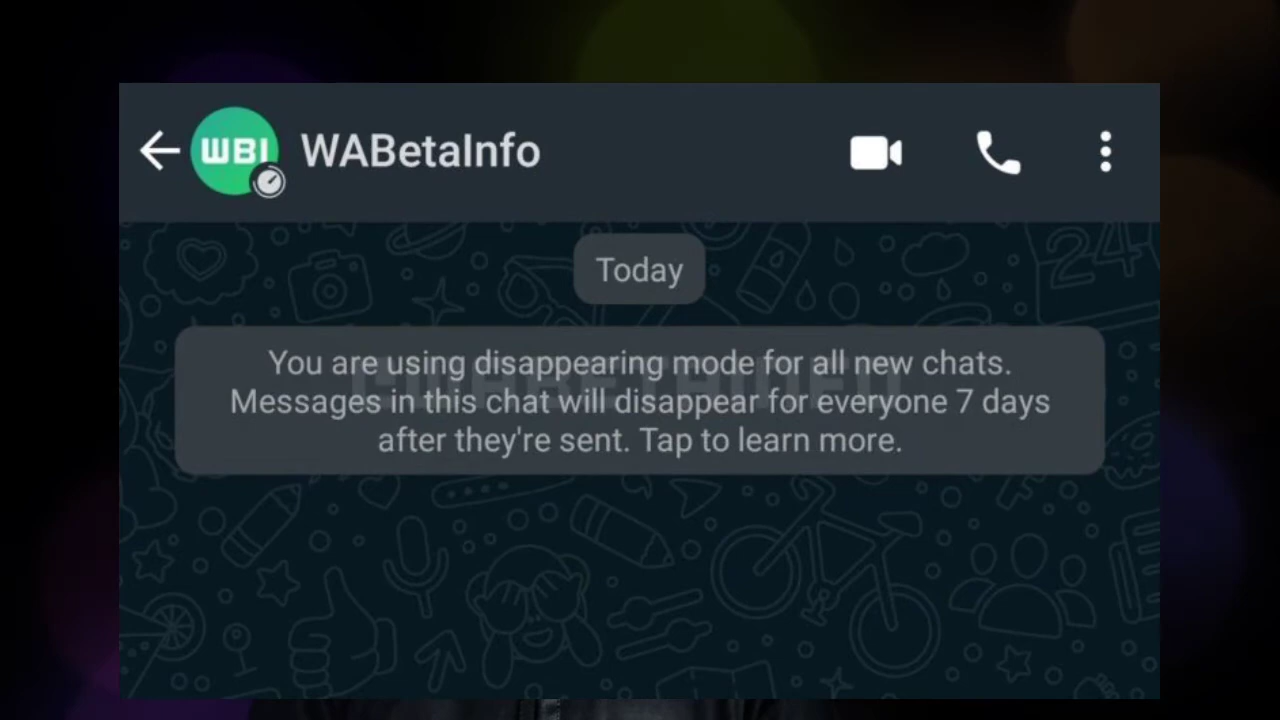 WBI
WABetaInfo
Today
You are using disappearing mode for all new chats.
Messages in this chat will disappear for everyone 7 days
after they're sent. Tap to learn more.
24